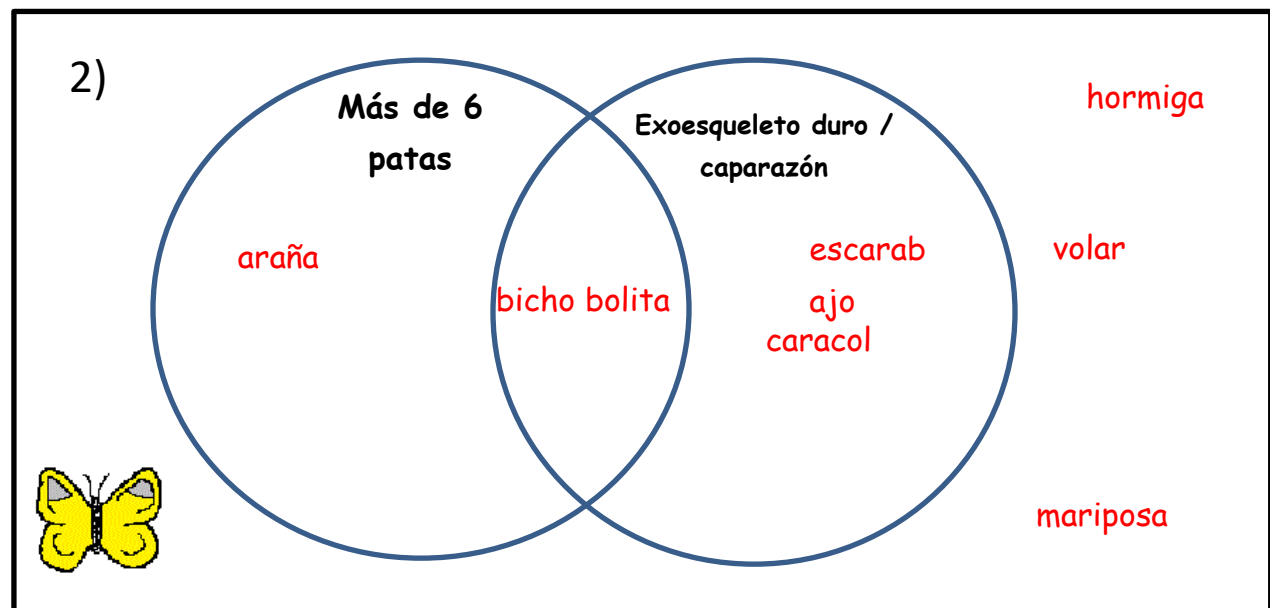 2)
Más de 6
patas
Exoesqueleto duro /
caparazón
hormiga
araña
escarab
volar
bicho bolita
ajo
caracol
mariposa